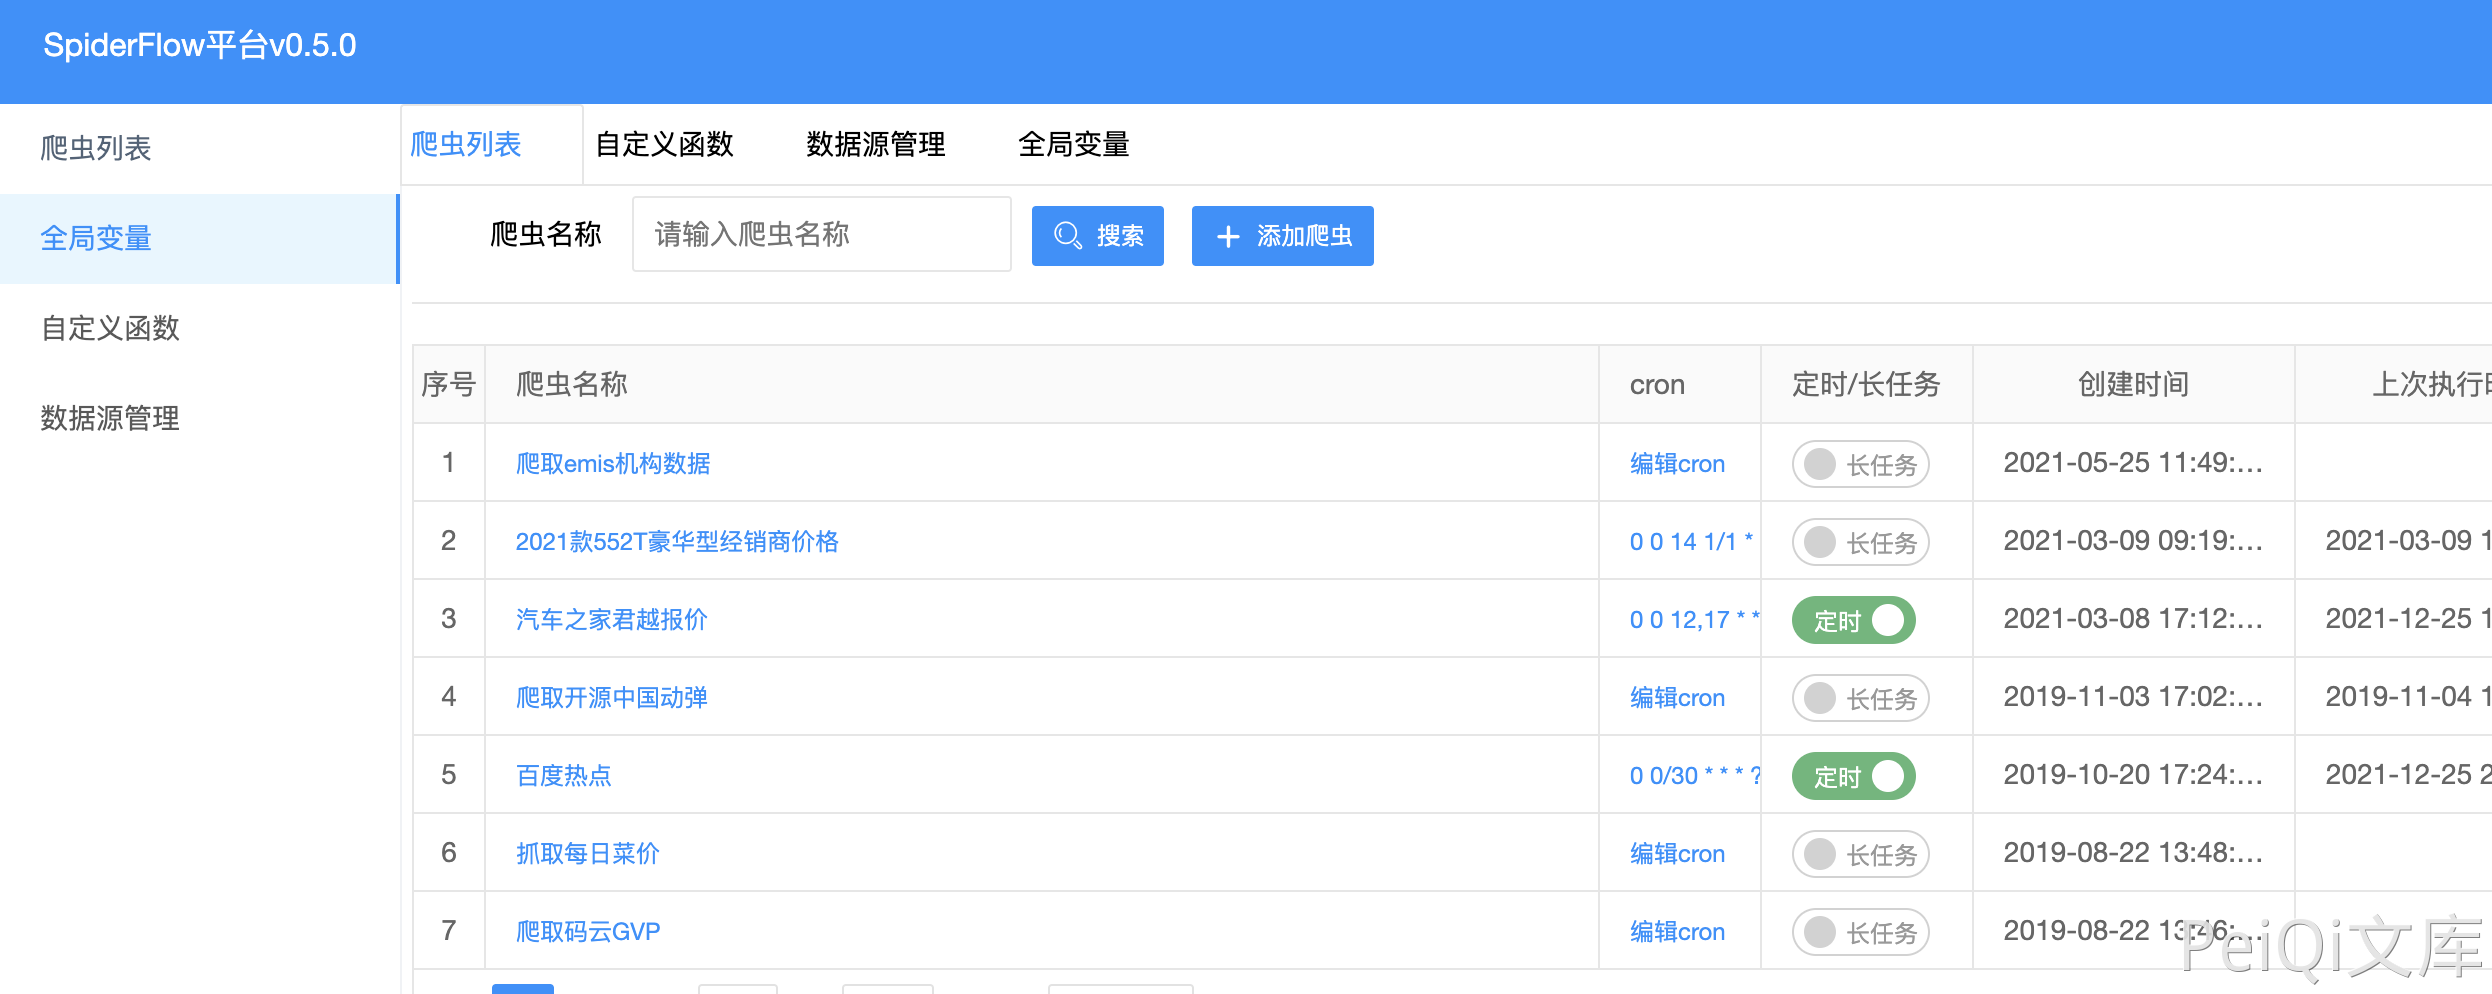 SpiderFlow平台v0.5.0
爬虫列表
全局变量
自定义函数
数据源管理
爬虫列表 自定义函数 数据源管理 全局变量
爬虫名称 请输入爬虫名称 搜索 添加爬虫
序号 爬虫名称 cron 定时/长任务 创建时间 上次执行
1 爬取emis机构数据 编辑cron 长任务 2021-05-25 11:49:...
2 2021款552T豪华型经销商价格 0 0 14 1/1 * 长任务 2021-03-09 09:19:... 2021-03-09 1
3 汽车之家君越报价 0 0 12,17 * * 定时 2021-03-08 17:12:... 2021-12-25 1
4 爬取开源中国动弹 编辑cron 长任务 2019-11-03 17:02:... 2019-11-04 1
5 百度热点 0 0/30 * * * ? 定时 2019-10-20 17:24:... 2021-12-25 2
6 抓取每日菜价 编辑cron 长任务 2019-08-22 13:48:...
7 爬取码云GVP 编辑cron 长任务 2019-08-22 13:46:...
PeiQi文库